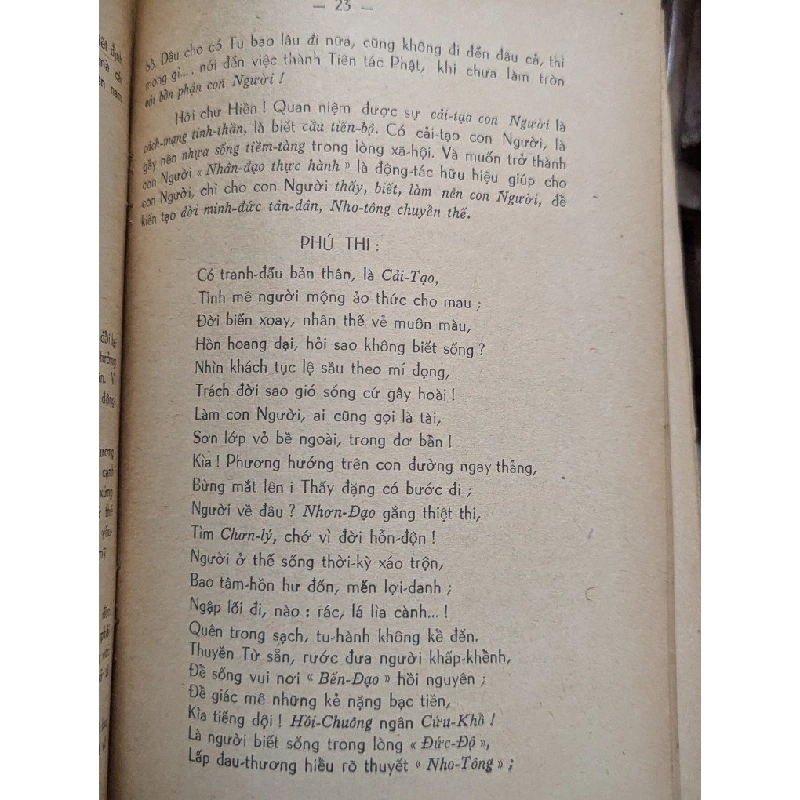 — 23 —
bỏ. Dầu cho có Tu bao lâu đi nữa, cũng không đi đến đâu cả, thì
mong gì... nói đến việc thành Tiên tác Phật, khi chưa làm tròn
cái bổn phận con Người !
Hỡi chư Hiền ! Quan niệm được sự cải-tạo con Người là
cách-mạng tinh-thần, là biết cầu tiến-bộ. Có cải-tạo con Người, là
gây nên nhựa sống tiềm-tàng trong lòng xã-hội. Và muốn trở thành
con Người « Nhân-đạo thực hành » là động-tác hữu hiệu giúp cho
con Người, chỉ cho con Người thấy, biết, làm nên con Người, để
kiến tạo đời minh-đức tân-dân, Nho-tông chuyển thế.
PHÚ THI :
Có tranh-đấu bản thân, là Cải-Tạo,
Tỉnh mê người mộng ảo thức cho mau ;
Đời biến xoay, nhân thế vẻ muôn màu,
Hồn hoang dại, hỏi sao không biết sống ?
Nhìn khách tục lệ sầu theo mí đọng,
Trách đời sao gió sóng cứ gây hoài !
Làm con Người, ai cũng gọi là tài,
Sơn lớp vỏ bề ngoài, trong dơ bẩn !
Kìa ! Phương hướng trên con đường ngay thẳng,
Bừng mắt lên i Thấy đặng có bước đi ;
Người về đâu ? Nhơn-Đạo gắng thiệt thi,
Tìm Chơn-lý, chớ vì đời hỗn-độn !
Người ở thế sống thời-kỳ xáo trộn,
Bao tâm-hồn hư đốn, mến lợi-danh ;
Ngập lối đi, nào : rác, lá lìa cành...!
Quên trong sạch, tu-hành không kể đến.
Thuyền Từ sẵn, rước đưa người khấp-khểnh,
Để sống vui nơi « Bến-Đạo » hồi nguyên ;
Để giác mê những kẻ nặng bạc tiền,
Kìa tiếng dội ! Hồi-Chuông ngân Cứu-Khổ !
Là người biết sống trong lòng « Đức-Độ »,
Lấp đau-thương hiểu rõ thuyết « Nho-Tông » ;